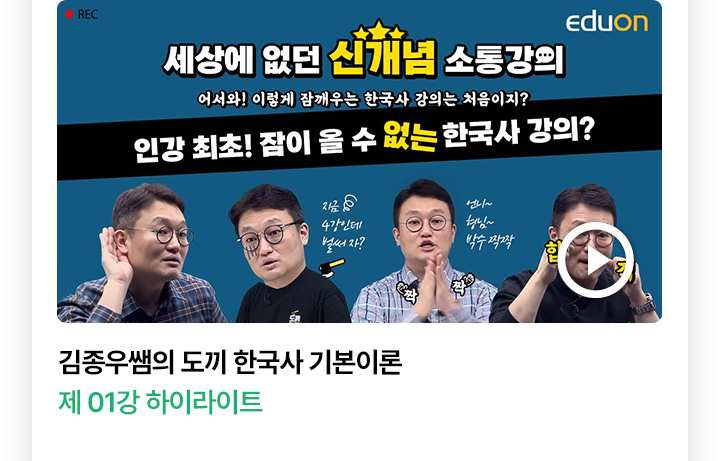 REC
eduon
세상에 없던 신개념 소통강의
어서와! 이렇게 잠깨우는 한국사 강의는 처음이지?
인강 최초! 잠이 올 수 없는 한국사 강의?
지금
4강인데
벌써 자?
언니~
형님~
박수 짝짝
짝 짝
합
격
김종우쌤의 도끼 한국사 기본이론
제 01강 하이라이트